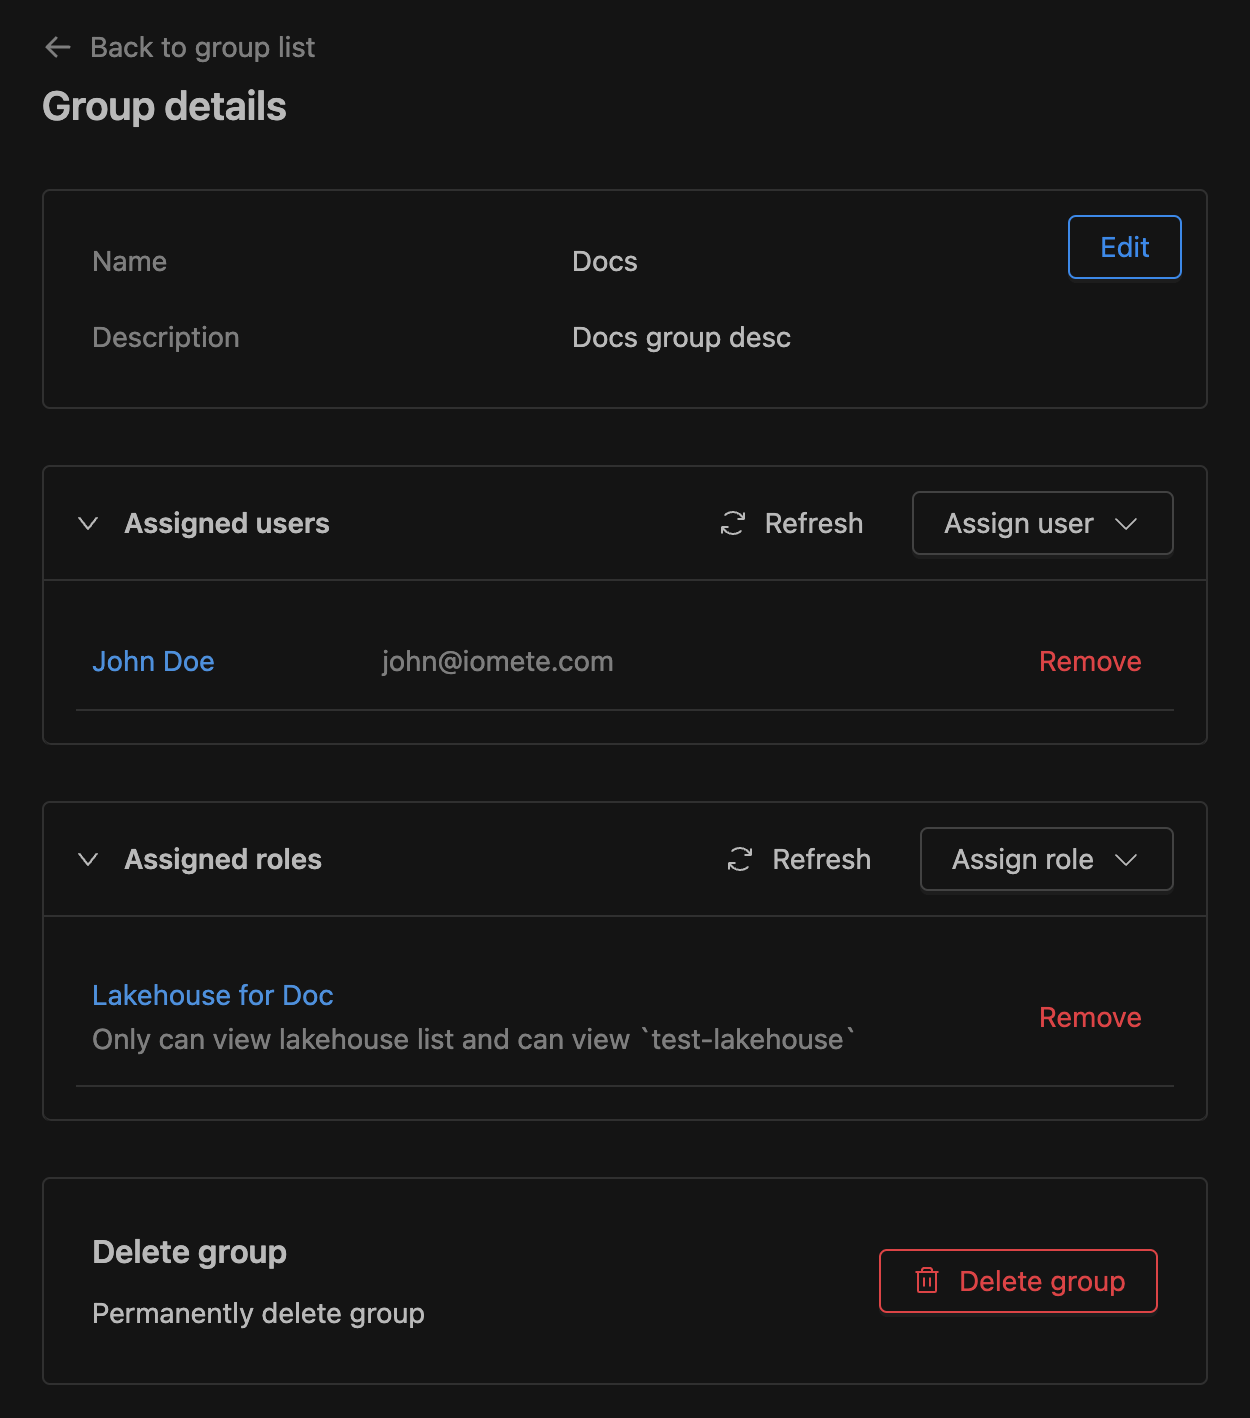 Back to group list
Group details
Name Docs Edit
Description Docs group desc
Assigned users Refresh Assign user
John Doe john@iomete.com Remove
Assigned roles Refresh Assign role
Lakehouse for Doc
Only can view lakehouse list and can view `test-lakehouse`
Remove
Delete group
Permanently delete group
Delete group